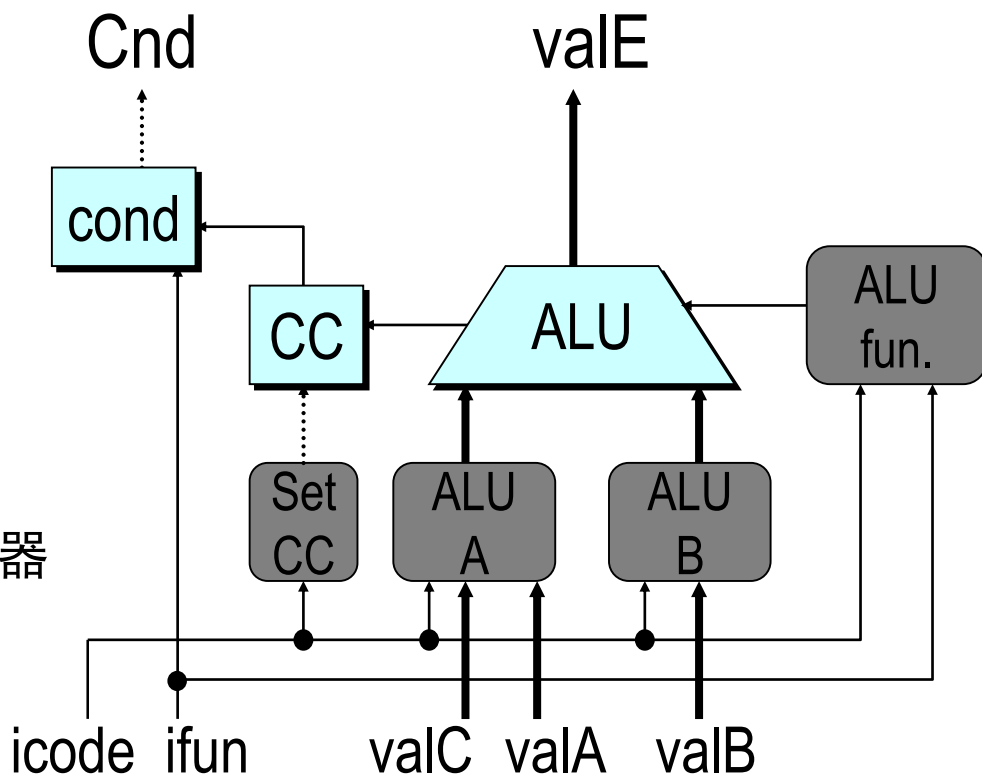 Cnd
valE
cond
CC
ALU
ALU
fun.
Set
CC
ALU
A
ALU
B
器
icode
ifun
valC
valA
valB